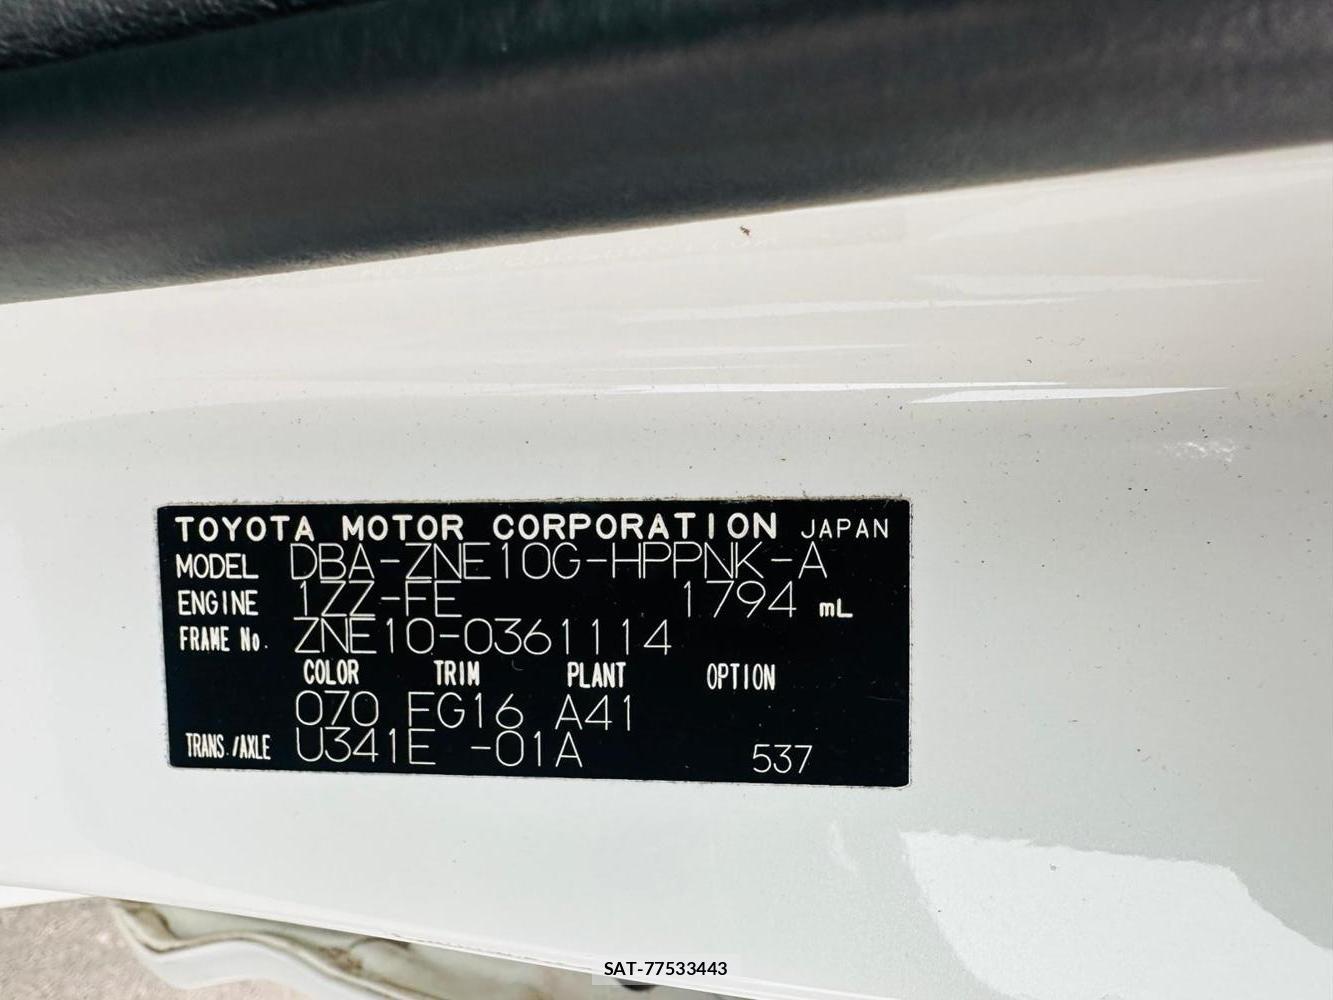 TOYOTA MOTOR CORPORATION JAPAN
MODEL DBA-ZNE10G-HPPNK-A
ENGINE 1ZZ-FE 1794 mL
FRAME No. ZNE10-0361114
COLOR TRIM PLANT OPTION
070 FG16 A41
TRANS./AXLE U341E -01A 537
SAT-77533443